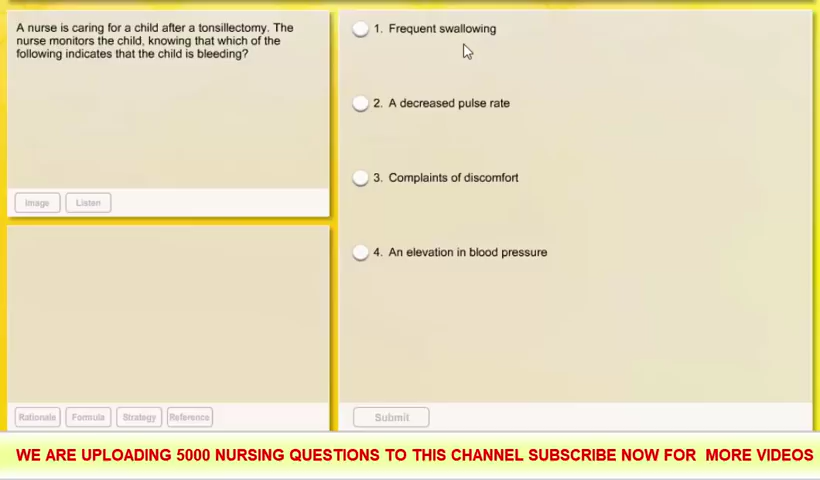 A nurse is caring for a child after a tonsillectomy. The
nurse monitors the child, knowing that which of the
following indicates that the child is bleeding?
Image Listen
1. Frequent swallowing
2. A decreased pulse rate
3. Complaints of discomfort
4. An elevation in blood pressure
Rationale Formula Strategy Reference
Submit
WE ARE UPLOADING 5000 NURSING QUESTIONS TO THIS CHANNEL SUBSCRIBE NOW FOR MORE VIDEOS